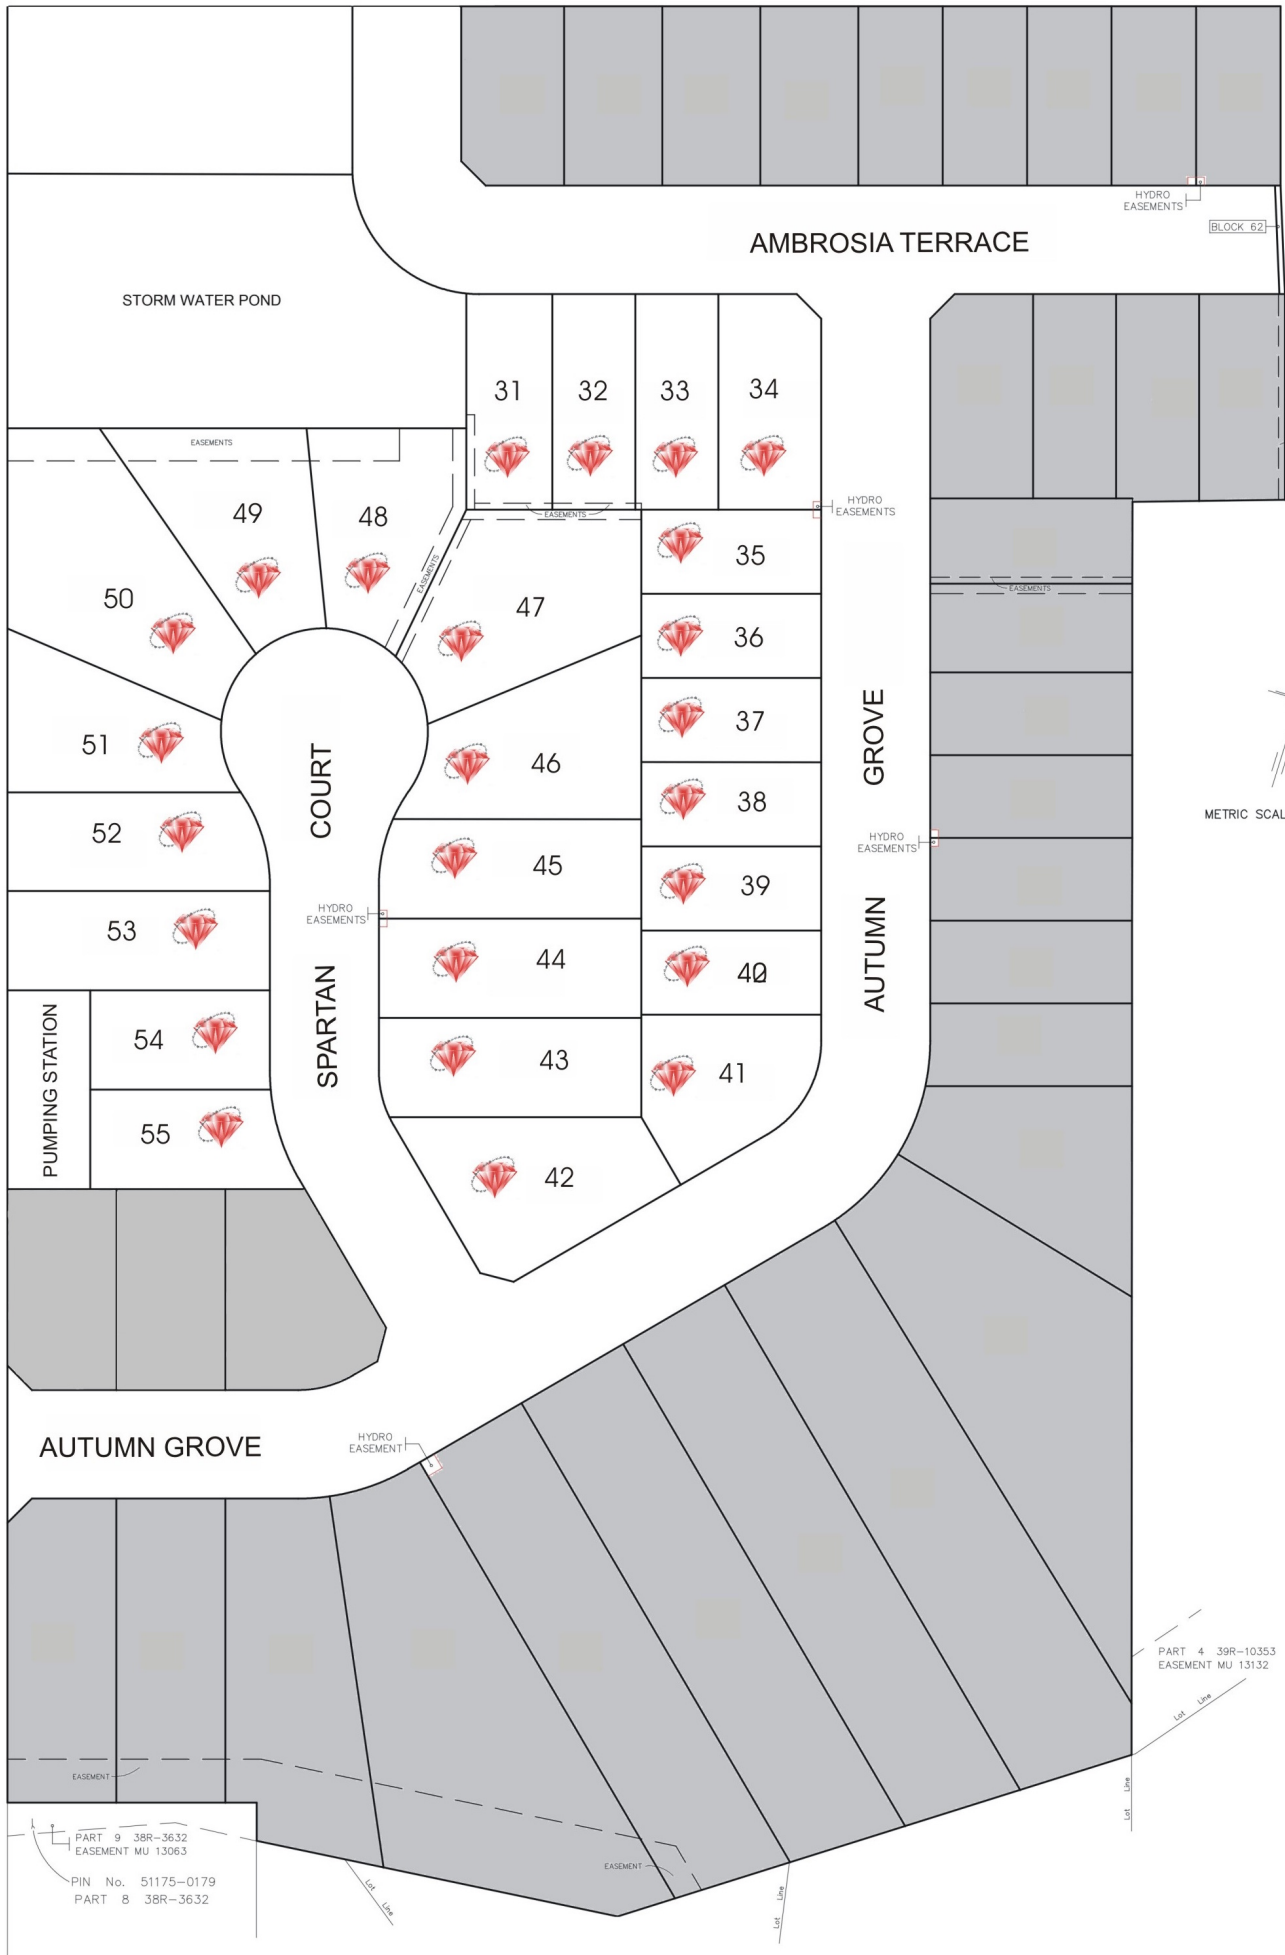 HYDRO
EASEMENTS
BLOCK 62
AMBROSIA TERRACE
STORM WATER POND
31
32
33
34
EASEMENTS
49
48
EASEMENTS
HYDRO
EASEMENTS
35
50
EASEMENTS
47
EASEMENTS
36
37
51
COURT
46
GROVE
38
METRIC SCAL
52
HYDRO
EASEMENTS
45
39
HYDRO
EASEMENTS
53
44
AUTUMN
SPARTAN
PUMPING STATION
54
43
41
55
42
AUTUMN GROVE
HYDRO
EASEMENT
PART 4 39R-10353
EASEMENT MU 13132
Lot Line
EASEMENT
Lot Line
PART 9 38R-3632
EASEMENT MU 13063
PIN No. 51175-0179
PART 8 38R-3632
EASEMENT
Lot Line
Lot Line